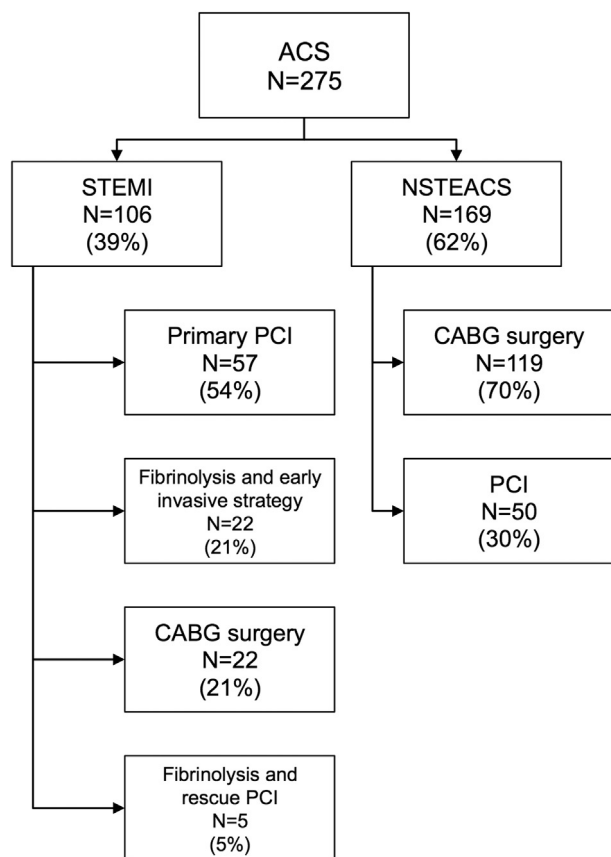 ACS
N=275
STEMI
N=106
(39%)
NSTEACS
N=169
(62%)
Primary PCI
N=57
(54%)
CABG surgery
N=119
(70%)
Fibrinolysis and early
invasive strategy
N=22
(21%)
PCI
N=50
(30%)
CABG surgery
N=22
(21%)
Fibrinolysis and
rescue PCI
N=5
(5%)